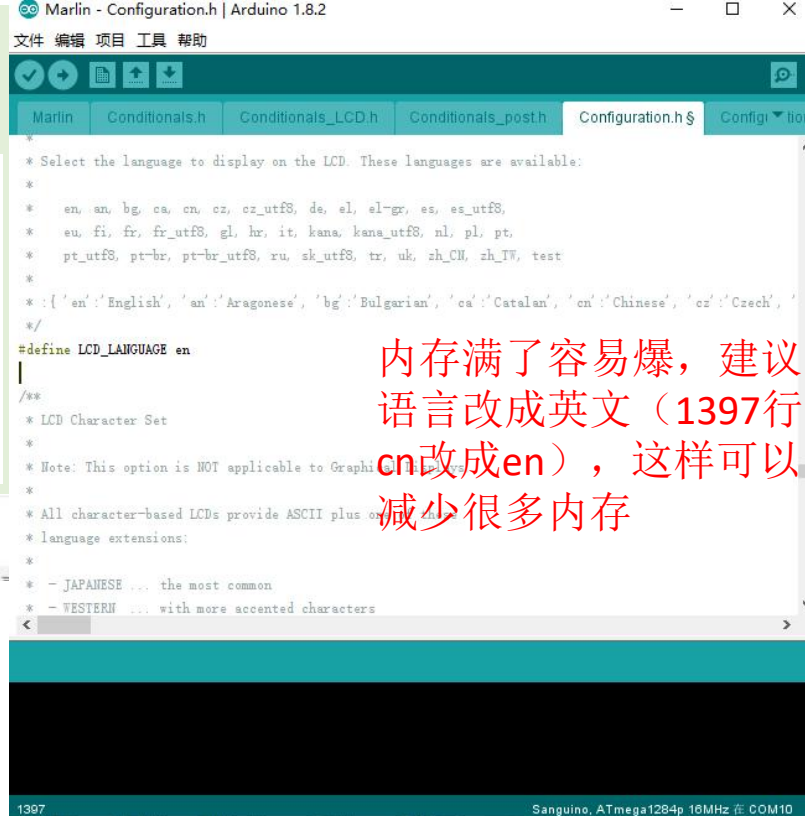 Marlin - Configuration.h | Arduino 1.8.2
文件 编辑 项目 工具 帮助
Marlin Conditionals.h Conditionals_LCD.h Conditionals_post.h Configuration.h §
*
* Select the language to display on the LCD. These languages are available:
*
* en, an, bg, ca, cn, cz, cz_utf8, de, el, el-gr, es, es_utf8,
* eu, fi, fr, fr_utf8, gl, hr, it, kana, kana_utf8, nl, pl, pt,
* pt_utf8, pt-br, pt-br_utf8, ru, sk_utf8, tr, uk, zh_CN, zh_TW, test
*
* :{ 'en':'English', 'an':'Aragonese', 'bg':'Bulgarian', 'ca':'Catalan', 'cn':'Chinese', 'cz':'Czech', '
*/
#define LCD_LANGUAGE en
内存满了容易爆，建议
语言改成英文（1397行
cn改成en），这样可以
减少很多内存
/**
* LCD Character Set
*
* Note: This option is NOT applicable to Graphical Displays.
*
* All character-based LCDs provide ASCII plus one of these
* language extensions:
*
* - JAPANESE ... the most common
* - WESTERN ... with more accented characters
1397
Sanguino, ATmega1284p 16MHz 在 COM10